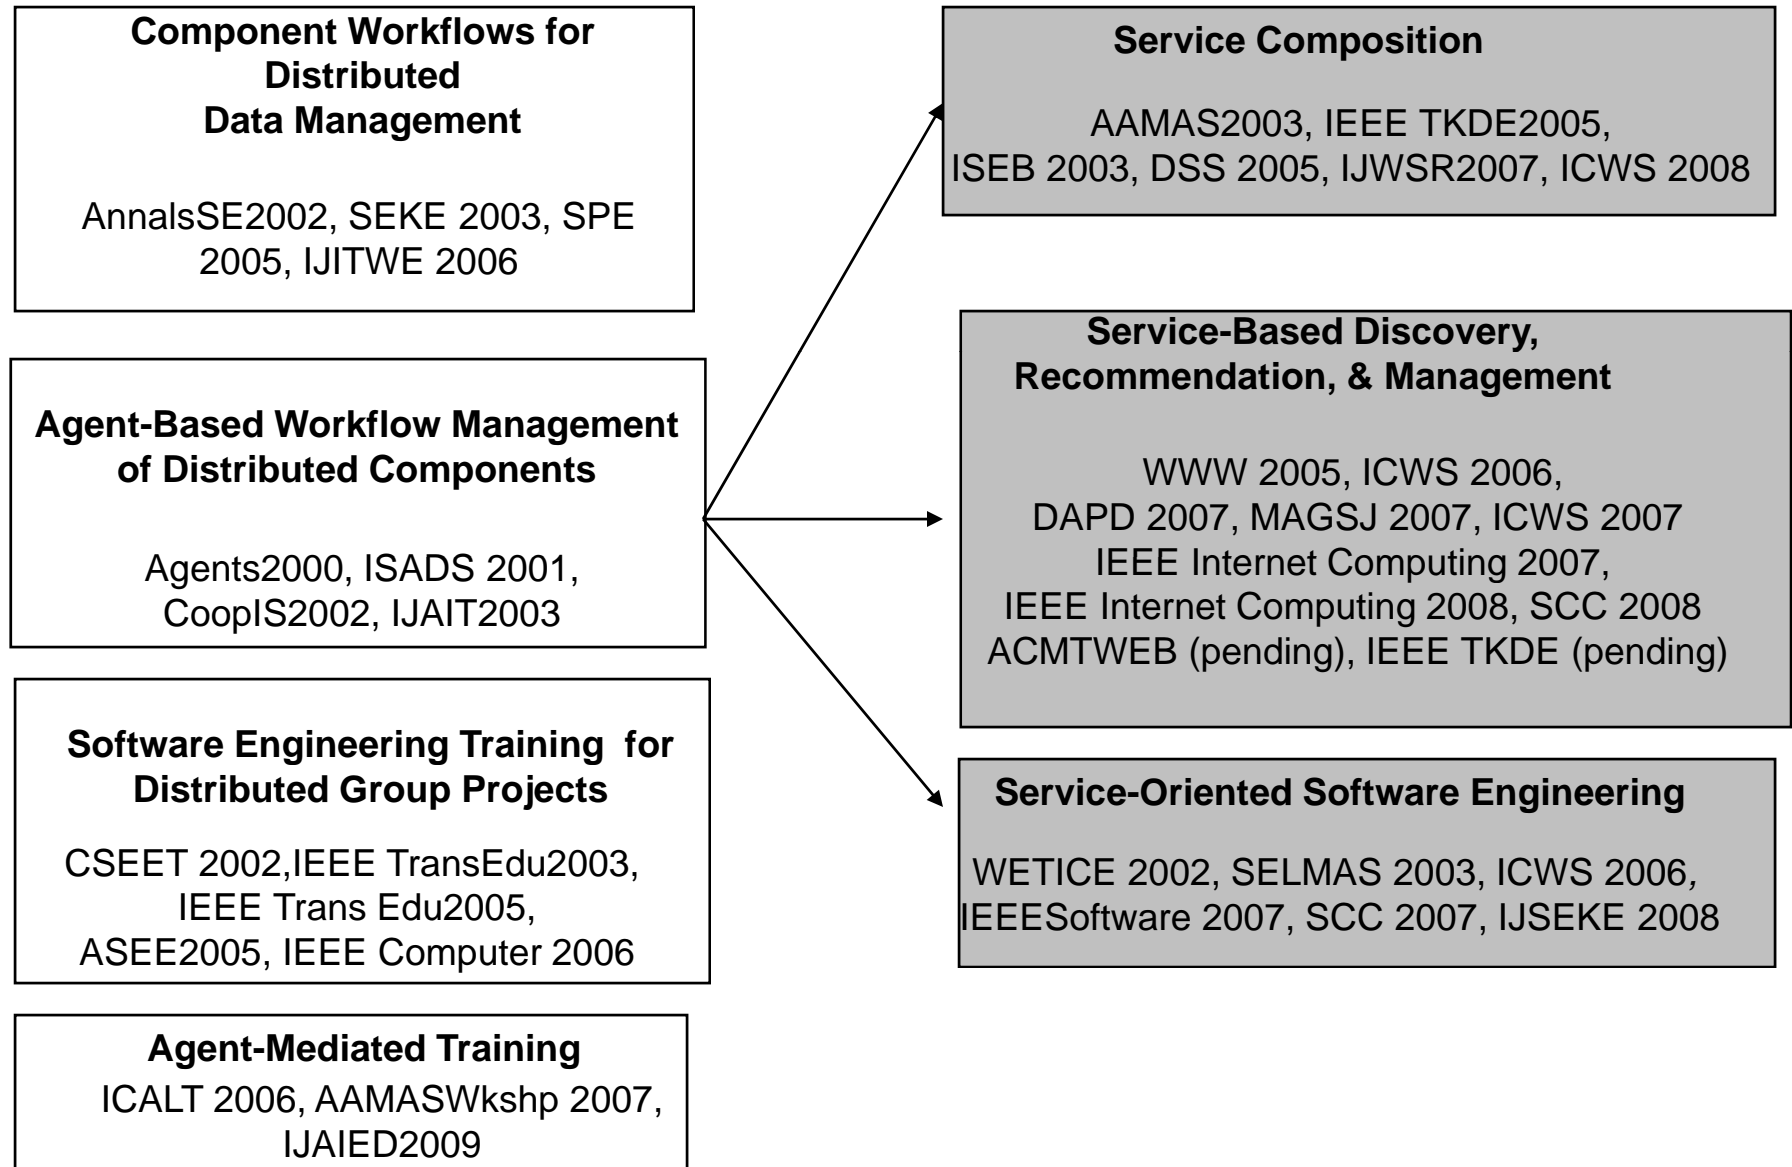 Component Workflows for
Distributed
Data Management
AnnalsSE2002, SEKE 2003, SPE
2005, IJITWE 2006
Agent-Based Workflow Management
of Distributed Components
Agents2000, ISADS 2001,
CoopIS2002, IJAIT2003
Software Engineering Training for
Distributed Group Projects
CSEET 2002,IEEE TransEdu2003,
IEEE Trans Edu2005,
ASEE2005, IEEE Computer 2006
Agent-Mediated Training
ICALT 2006, AAMASWkshp 2007,
IJAIED2009
Service Composition
AAMAS2003, IEEE TKDE2005,
ISEB 2003, DSS 2005, IJWSR2007, ICWS 2008
Service-Based Discovery,
Recommendation, & Management
WWW 2005, ICWS 2006,
DAPD 2007, MAGSJ 2007, ICWS 2007
IEEE Internet Computing 2007,
IEEE Internet Computing 2008, SCC 2008
ACMTWEB (pending), IEEE TKDE (pending)
Service-Oriented Software Engineering
WETICE 2002, SELMAS 2003, ICWS 2006,
IEEESoftware 2007, SCC 2007, IJSEKE 2008